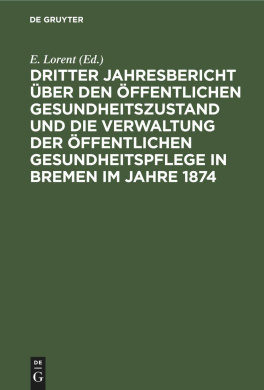 DE GRUYTER
E. Lorent (Ed.)
DRITTER JAHRESBERICHT
ÜBER DEN ÖFFENTLICHEN
GESUNDHEITSZUSTAND
UND DIE VERWALTUNG
DER ÖFFENTLICHEN
GESUNDHEITSPFLEGE IN
BREMEN IM JAHRE 1874
DE
G